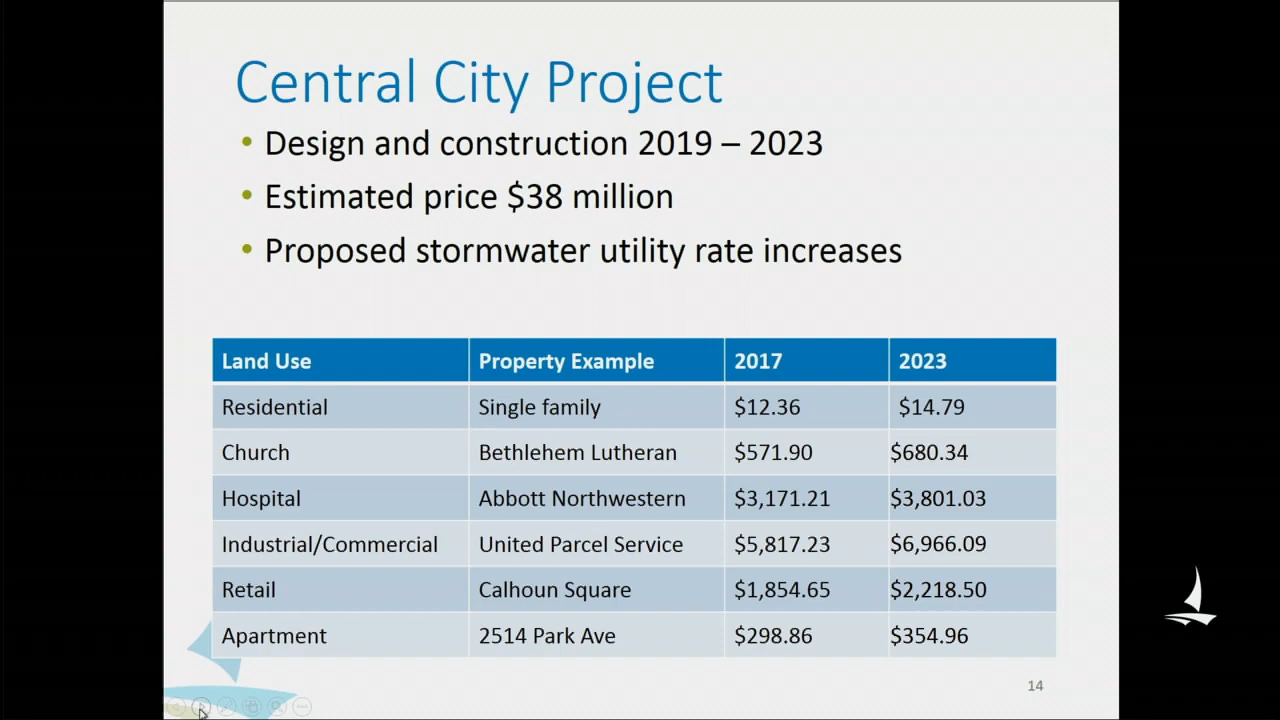 Central City Project
• Design and construction 2019 – 2023
• Estimated price $38 million
• Proposed stormwater utility rate increases
Land Use Property Example 2017 2023
Residential Single family $12.36 $14.79
Church Bethlehem Lutheran $571.90 $680.34
Hospital Abbott Northwestern $3,171.21 $3,801.03
Industrial/Commercial United Parcel Service $5,817.23 $6,966.09
Retail Calhoun Square $1,854.65 $2,218.50
Apartment 2514 Park Ave $298.86 $354.96
14